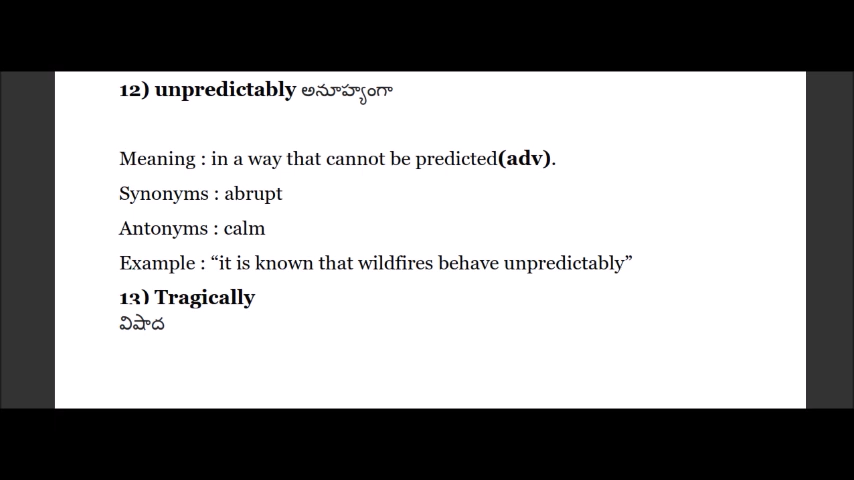 12) unpredictably అనూహ్యంగా
Meaning : in a way that cannot be predicted(adv).
Synonyms : abrupt
Antonyms : calm
Example : “it is known that wildfires behave unpredictably”
13) Tragically
విషాద